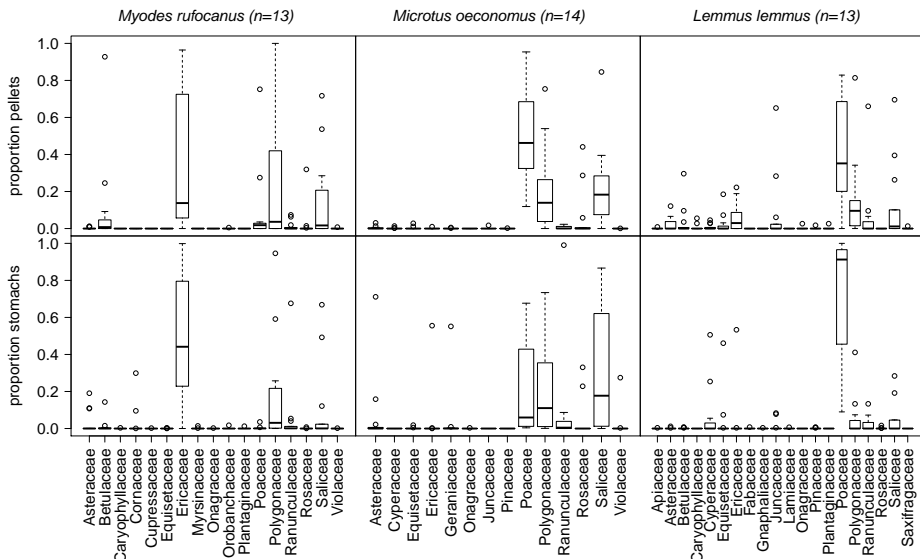 Myodes rufocanus (n=13)
Microtus oeconomus (n=14)
Lemmus lemmus (n=13)
proportion pellets
1.0
0.8
0.6
0.4
0.2
0.0
proportion stomachs
1.0
0.8
0.6
0.4
0.2
0.0
Asteraceae
Betulaceae
Caryophyllaceae
Cornaceae
Cupressaceae
Equisetaceae
Ericaceae
Myrsinaceae
Onagraceae
Orobanchaceae
Plantaginaceae
Poaceae
Polygonaceae
Ranunculaceae
Rosaceae
Saliceae
Violaceae
Asteraceae
Cyperaceae
Equisetaceae
Ericaceae
Geraniaceae
Onagraceae
Juncaceae
Pinaceae
Poaceae
Polygonaceae
Ranunculaceae
Rosaceae
Saliceae
Violaceae
Apiaceae
Asteraceae
Betulaceae
Caryophyllaceae
Cyperaceae
Equisetaceae
Ericaceae
Fabaceae
Gnaphaliaceae
Juncaceae
Lamiaceae
Onagraceae
Pinaceae
Plantaginaceae
Poaceae
Polygonaceae
Ranunculaceae
Rosaceae
Saliceae
Saxifragaceae